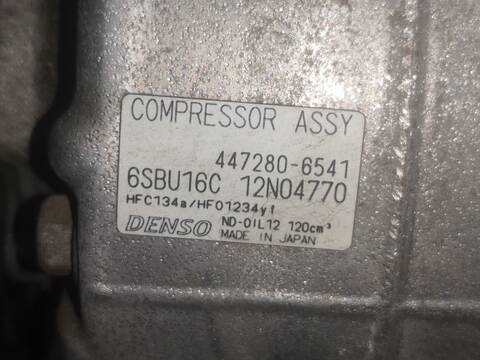 COMPRESSOR ASSY
447280-6541
6SBU16C 12N04770
HFC134a/HFO1234yf
DENSO ND-OIL12 120cm³
MADE IN JAPAN